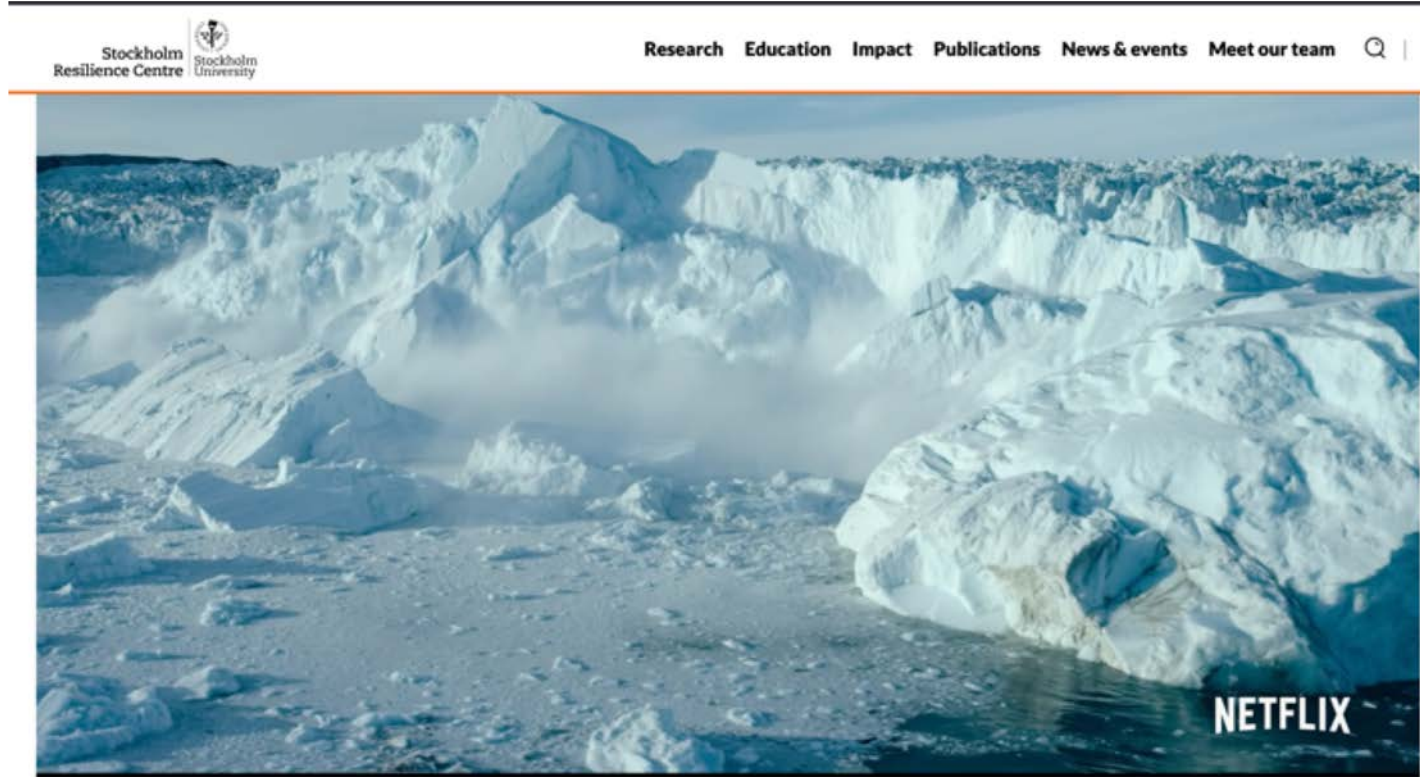 Stockholm
Resilience Centre
Stockholm
University
Research Education Impact Publications News & events Meet our team
NETFLIX